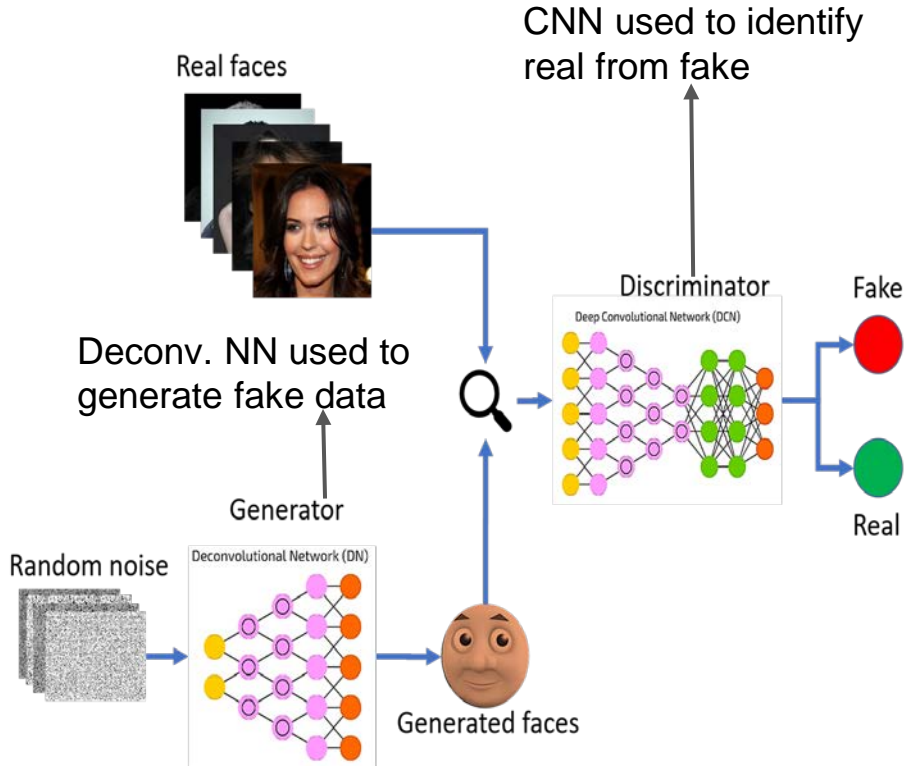 CNN used to identify
real from fake
Real faces
Discriminator
Fake
Deep Convolutional Network (DCN)
Deconv. NN used to
generate fake data
Generator
Real
Deconvolutional Network (DN)
Random noise
Generated faces